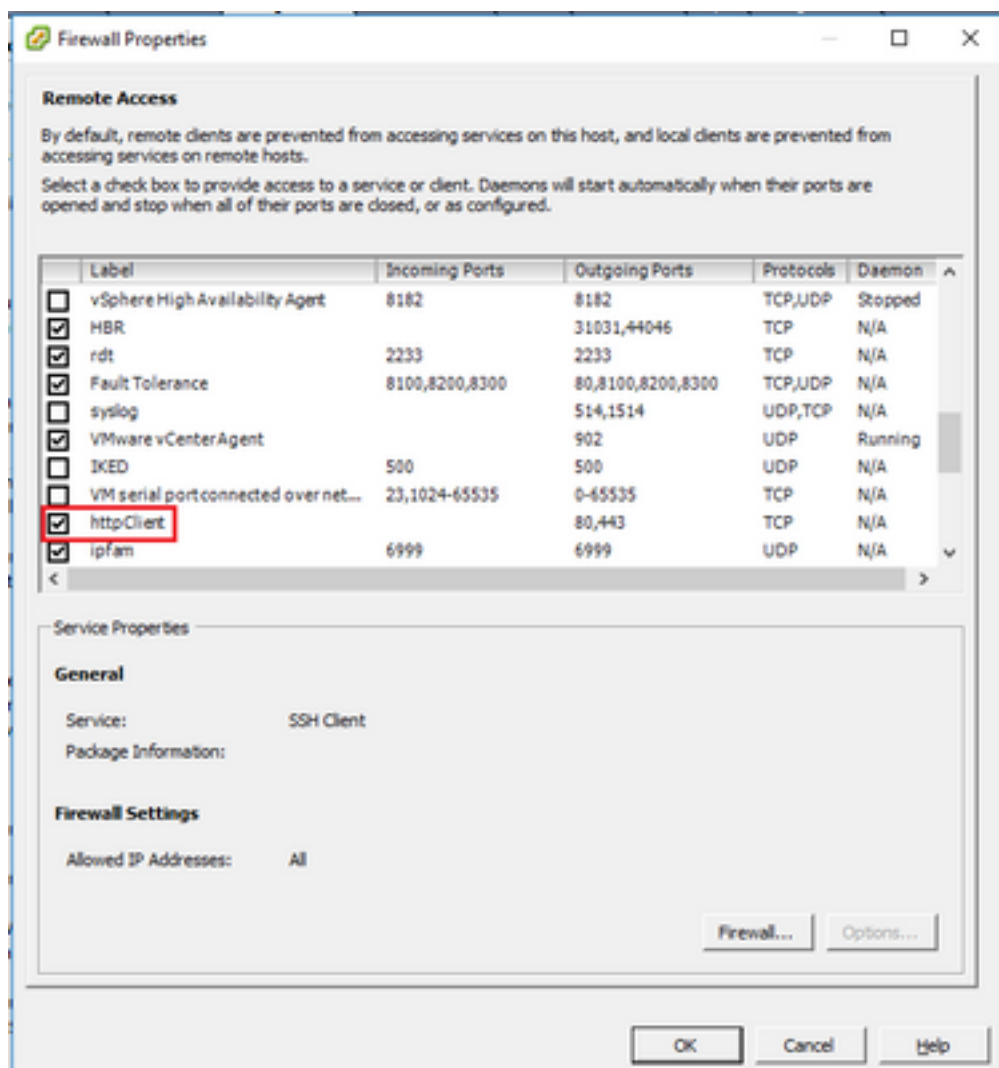 Firewall Properties
Remote Access
By default, remote clients are prevented from accessing services on this host, and local clients are prevented from
accessing services on remote hosts.
Select a check box to provide access to a service or client. Daemons will start automatically when their ports are
opened and stop when all of their ports are closed, or as configured.
Label Incoming Ports Outgoing Ports Protocols Daemon
vSphere High Availability Agent 8182 8182 TCP,UDP Stopped
HBR 31031,44046 TCP N/A
rdt 2233 2233 TCP N/A
Fault Tolerance 8100,8200,8300 80,8100,8200,8300 TCP,UDP N/A
syslog 514,1514 UDP,TCP N/A
VMware vCenterAgent 902 UDP Running
IKED 500 500 UDP N/A
VM serial port connected over net... 23,1024-65535 0-65535 TCP N/A
httpClient 80,443 TCP N/A
ipfam 6999 6999 UDP N/A
Service Properties
General
Service: SSH Client
Package Information:
Firewall Settings
Allowed IP Addresses: All
Firewall... Options...
OK Cancel Help